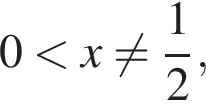 0 < x ≠ 1/2,